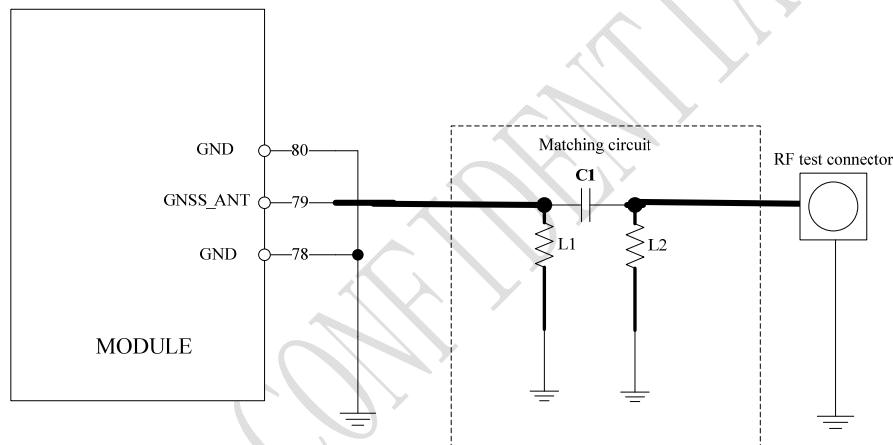 CONFIDENTIAL
Matching circuit
C1
RF test connector
GND 80
GNSS_ANT 79
GND 78
L1
L2
MODULE